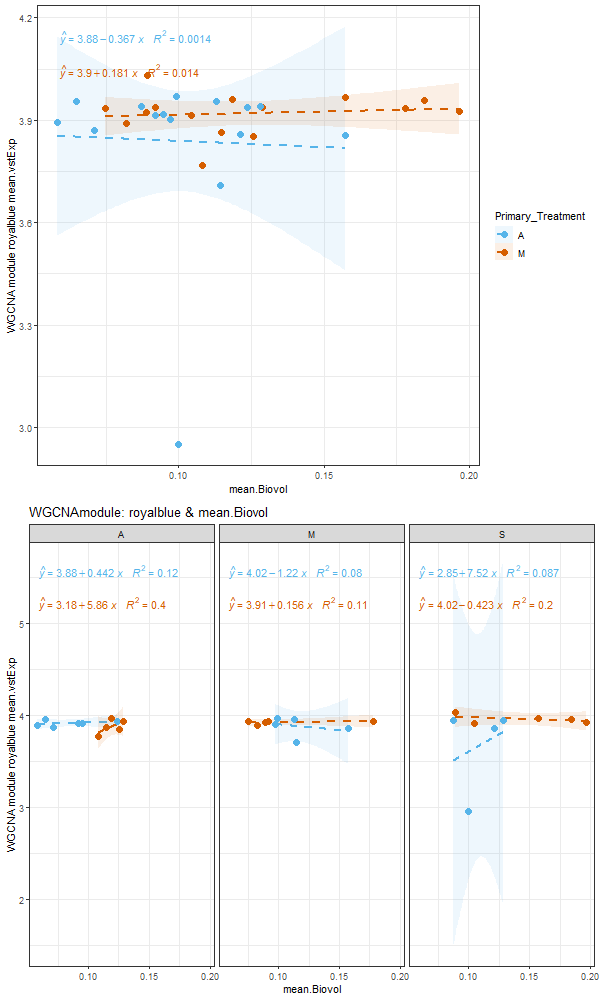 4.2
3.9
3.6
3.3
3.0
WGCNA module royalblue mean.vstExp
ŷ = 3.88 − 0.367 x R² = 0.0014
ŷ = 3.9 + 0.181 x R² = 0.014
0.10 0.15 0.20
mean.Biovol
Primary_Treatment
A
M
WGCNAmodule: royalblue & mean.Biovol
A M S
ŷ = 3.88 + 0.442 x R² = 0.12
ŷ = 3.18 + 5.86 x R² = 0.4
ŷ = 4.02 − 1.22 x R² = 0.08
ŷ = 3.91 + 0.156 x R² = 0.11
ŷ = 2.85 + 7.52 x R² = 0.087
ŷ = 4.02 − 0.423 x R² = 0.2
5
4
3
2
WGCNA module royalblue mean.vstExp
0.10 0.15 0.20 0.10 0.15 0.20 0.10 0.15 0.20
mean.Biovol